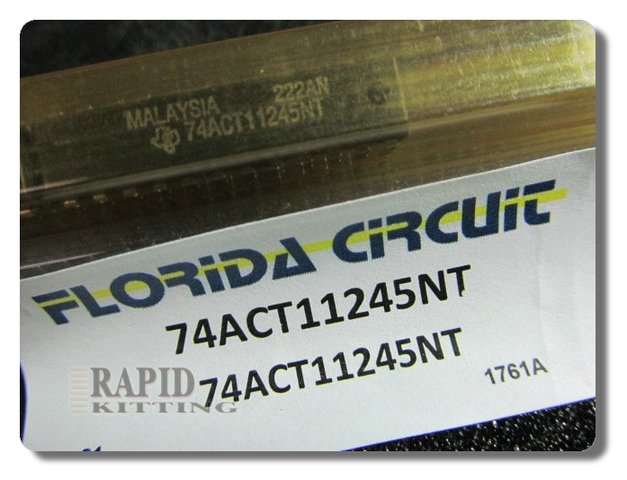 MALAYSIA 222AN
74ACT11245NT
FLORIDA CIRCUIT
74ACT11245NT
74ACT11245NT
1761A
RAPID
KITTING